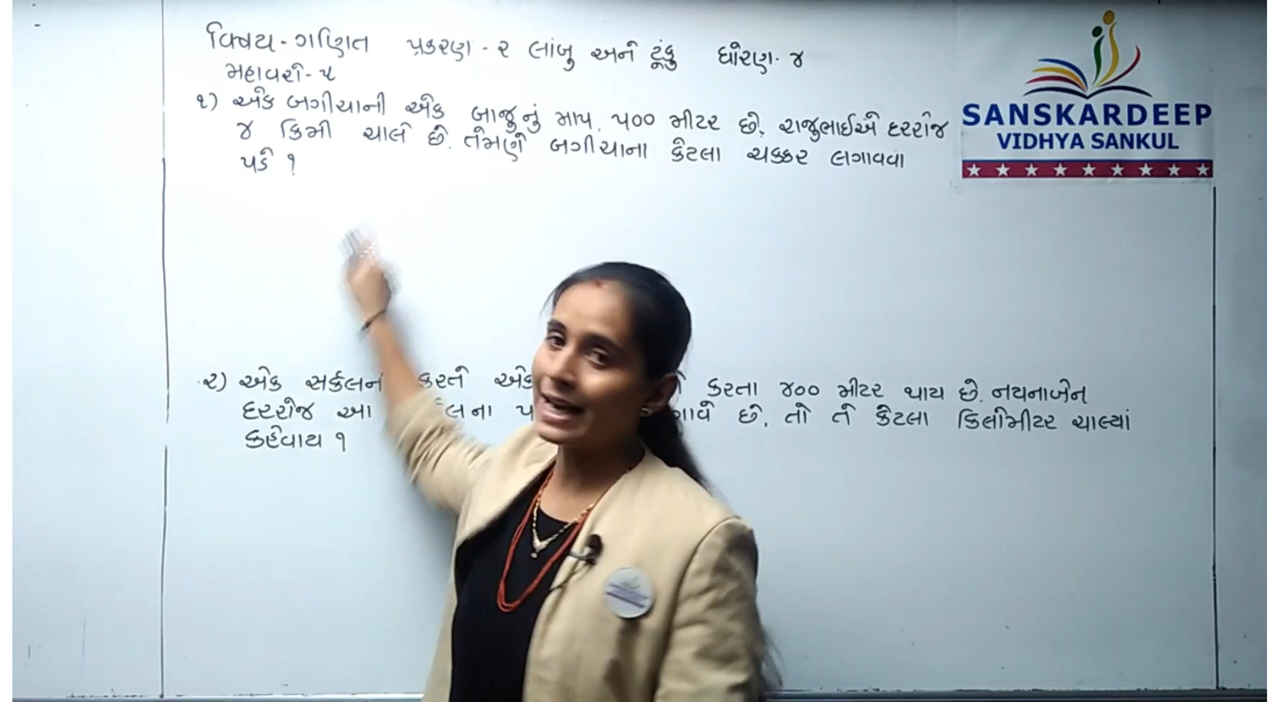 વિષય - ગણિત પ્રકરણ - ૨ લાંબુ અને ટૂંકુ ધોરણ - ૪
મહાવરો - ૫
૧) એક બગીચાની એક બાજુનું માપ ૫૦૦ મીટર છે. રાજુભાઈએ દરરોજ
૪ કિમી ચાલે છે. તેમણે બગીચાના કેટલા ચક્કર લગાવવા
પડે ?
SANSKARDEEP
VIDHYA SANKUL
૨) એક સર્કલન કરતે એક કરતા ૪૦૦ મીટર થાય છે. નયનાબેન
દરરોજ આ લના પ ગાવે છે, તો તે કેટલા કિલોમીટર ચાલ્યાં
કહેવાય ?